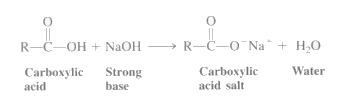 O O
R—C—OH + NaOH ⟶ R—C—O⁻Na⁺ + H₂O
Carboxylic Strong Carboxylic Water
acid base acid salt